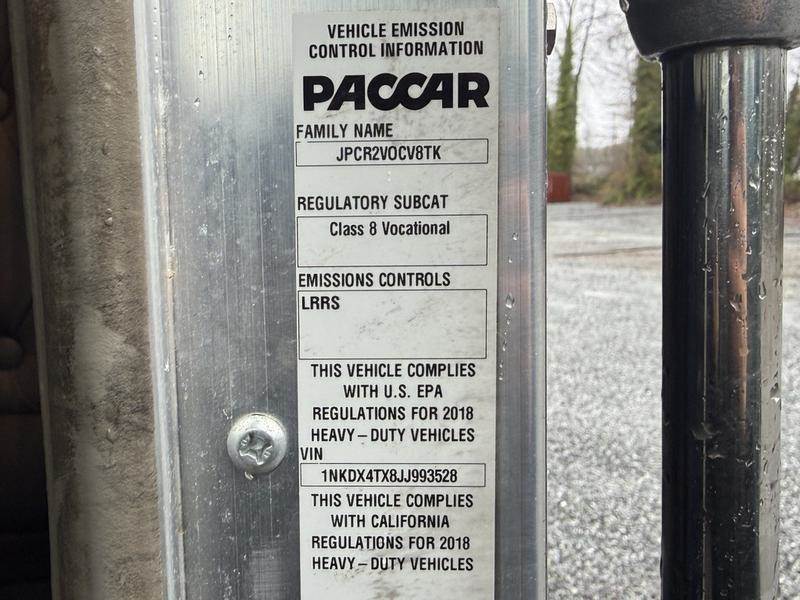 VEHICLE EMISSION
CONTROL INFORMATION
PACCAR
FAMILY NAME
JPCR2VOCV8TK
REGULATORY SUBCAT
Class 8 Vocational
EMISSIONS CONTROLS
LRRS
THIS VEHICLE COMPLIES
WITH U.S. EPA
REGULATIONS FOR 2018
HEAVY – DUTY VEHICLES
VIN
1NKDX4TX8JJ993528
THIS VEHICLE COMPLIES
WITH CALIFORNIA
REGULATIONS FOR 2018
HEAVY – DUTY VEHICLES